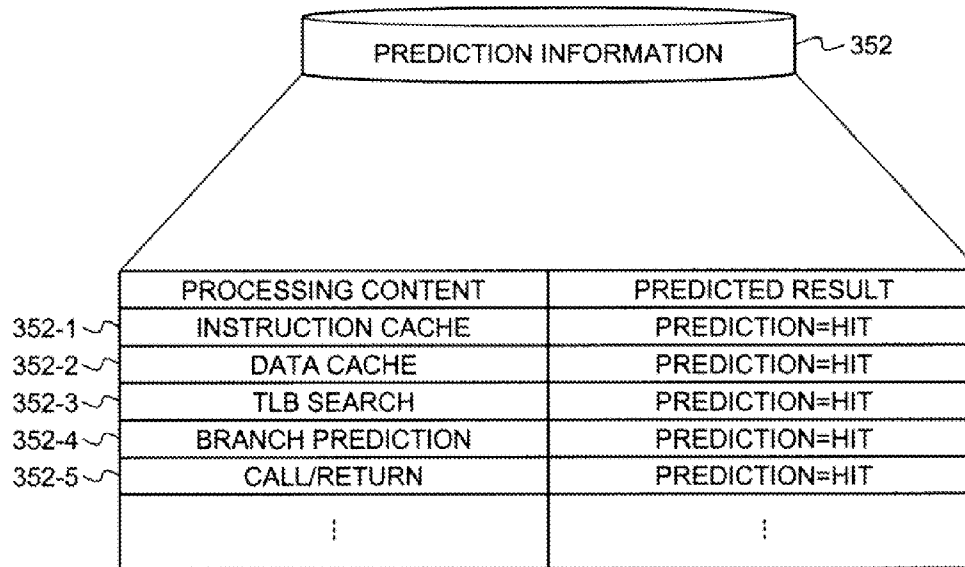 PREDICTION INFORMATION
352
PROCESSING CONTENT PREDICTED RESULT
352-1 INSTRUCTION CACHE PREDICTION=HIT
352-2 DATA CACHE PREDICTION=HIT
352-3 TLB SEARCH PREDICTION=HIT
352-4 BRANCH PREDICTION PREDICTION=HIT
352-5 CALL/RETURN PREDICTION=HIT